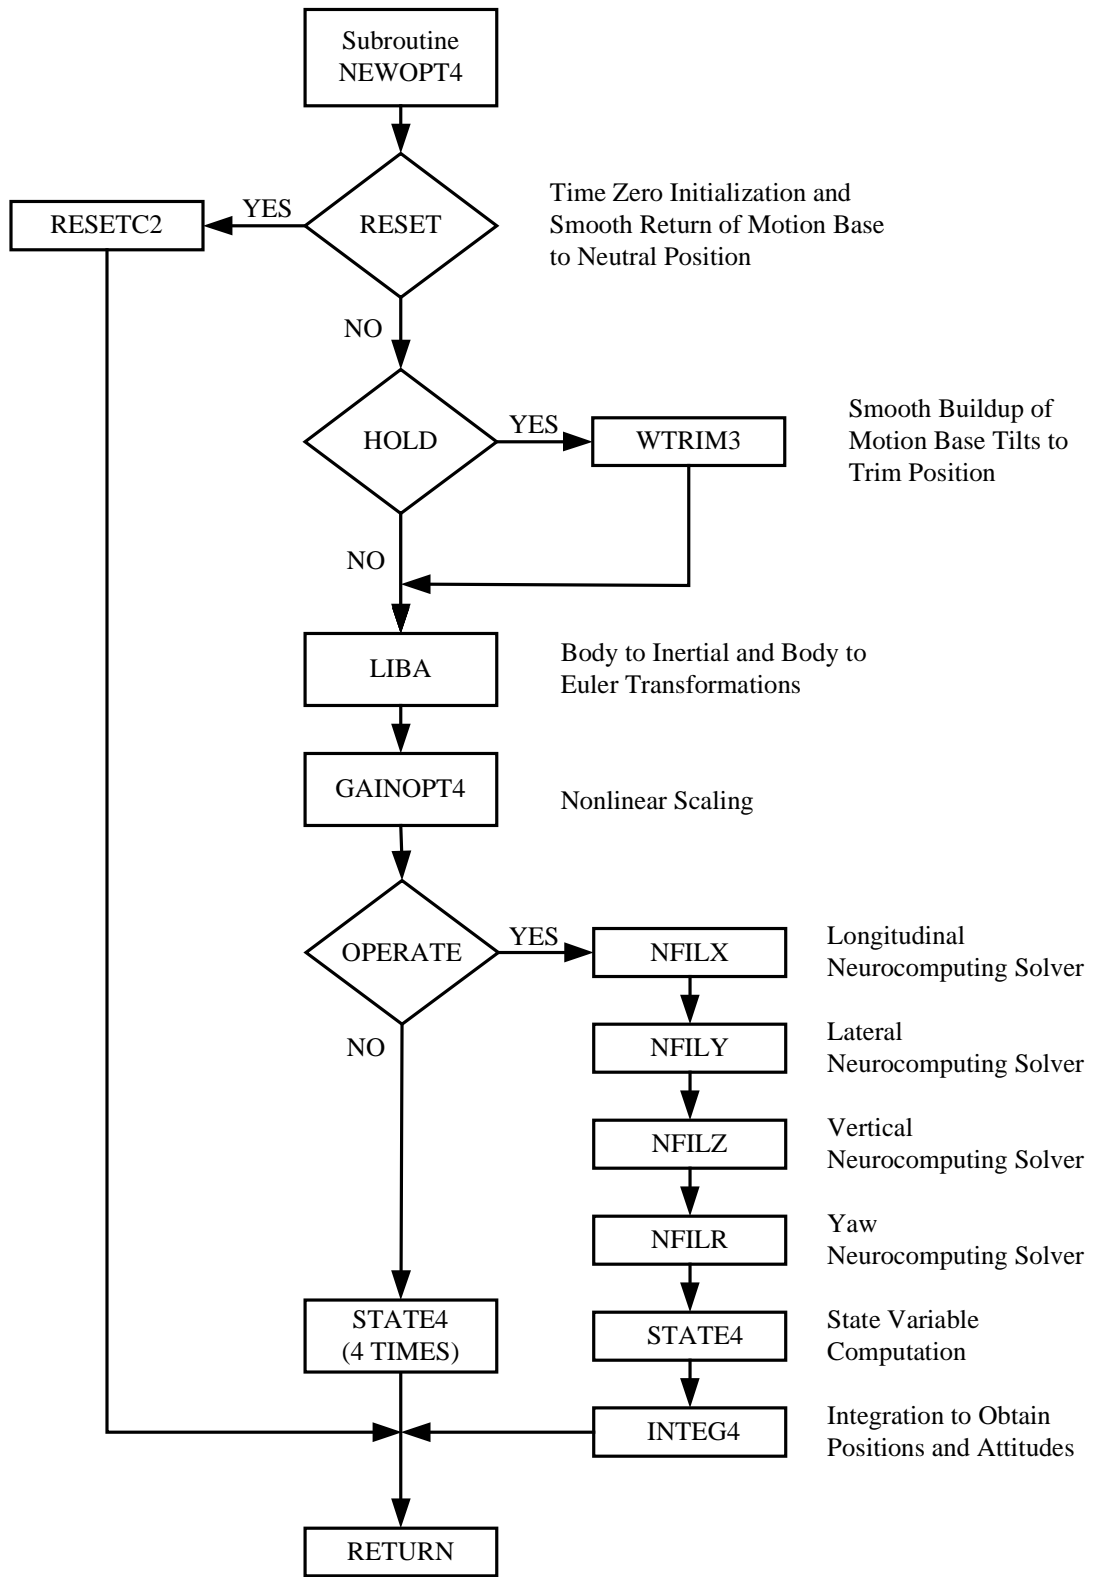 Subroutine
NEWOPT4
RESETC2
YES
RESET
Time Zero Initialization and
Smooth Return of Motion Base
to Neutral Position
NO
HOLD
YES
WTRIM3
Smooth Buildup of
Motion Base Tilts to
Trim Position
NO
LIBA
Body to Inertial and Body to
Euler Transformations
GAINOPT4
Nonlinear Scaling
OPERATE
YES
NFILX
Longitudinal
Neurocomputing Solver
NO
NFILY
Lateral
Neurocomputing Solver
NFILZ
Vertical
Neurocomputing Solver
NFILR
Yaw
Neurocomputing Solver
STATE4
(4 TIMES)
STATE4
State Variable
Computation
INTEG4
Integration to Obtain
Positions and Attitudes
RETURN